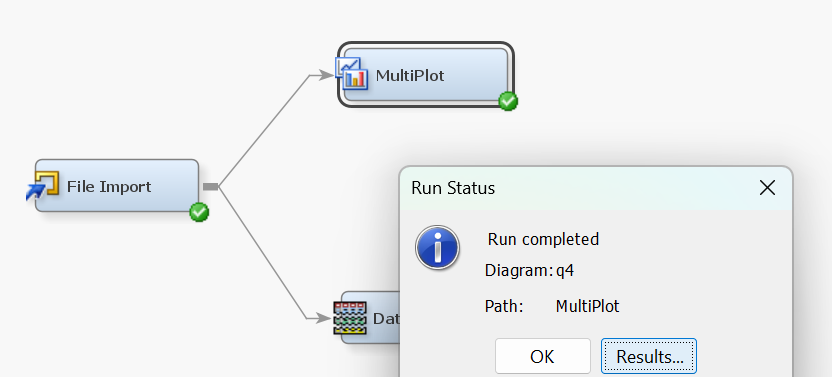 MultiPlot
File Import
Run Status
Run completed
Diagram: q4
Path: MultiPlot
Dat
OK Results...